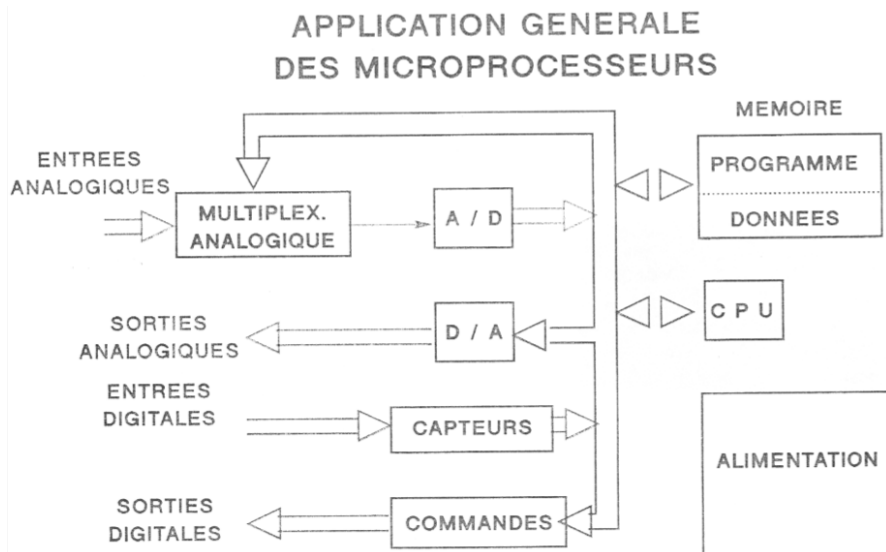 APPLICATION GENERALE
DES MICROPROCESSEURS
MEMOIRE
ENTREES
ANALOGIQUES
MULTIPLEX.
ANALOGIQUE
A / D
PROGRAMME
DONNEES
SORTIES
ANALOGIQUES
D / A
C P U
ENTREES
DIGITALES
CAPTEURS
ALIMENTATION
SORTIES
DIGITALES
COMMANDES